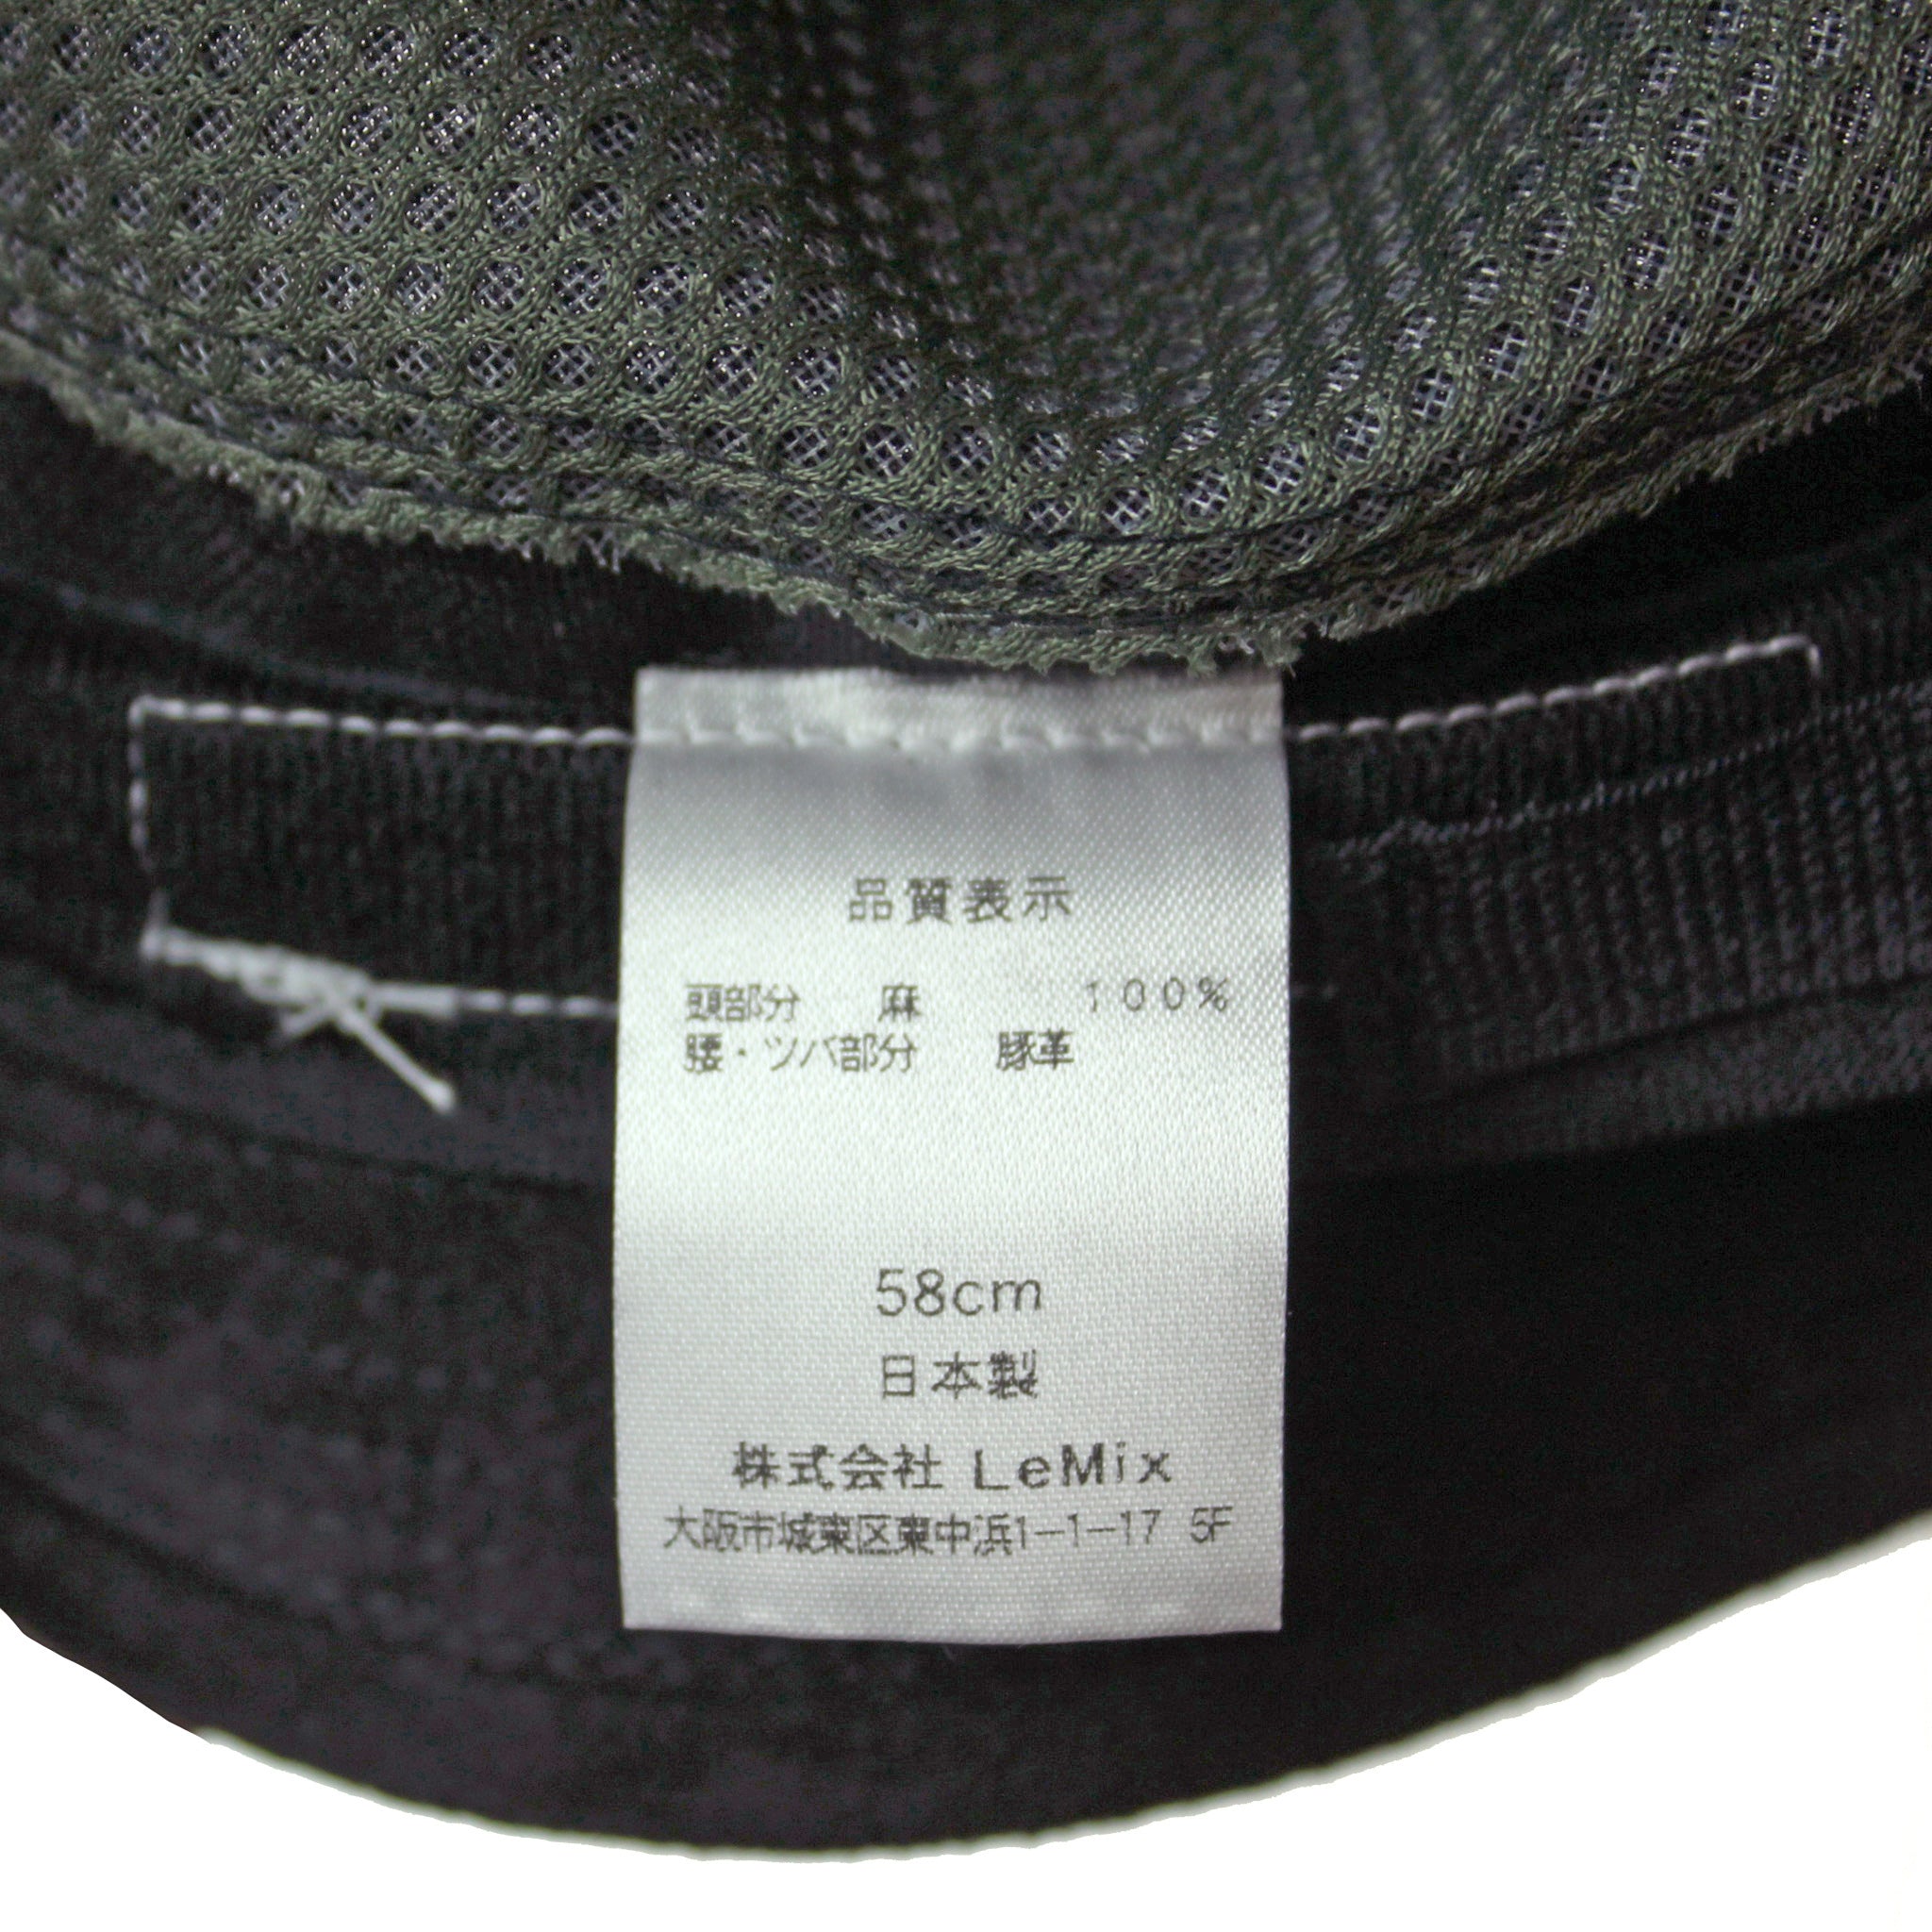 品質表示
頭部分 麻 100%
腰・ツバ部分 豚革
58cm
日本製
株式会社 LeMix
大阪市城東区東中浜1-1-17 5F